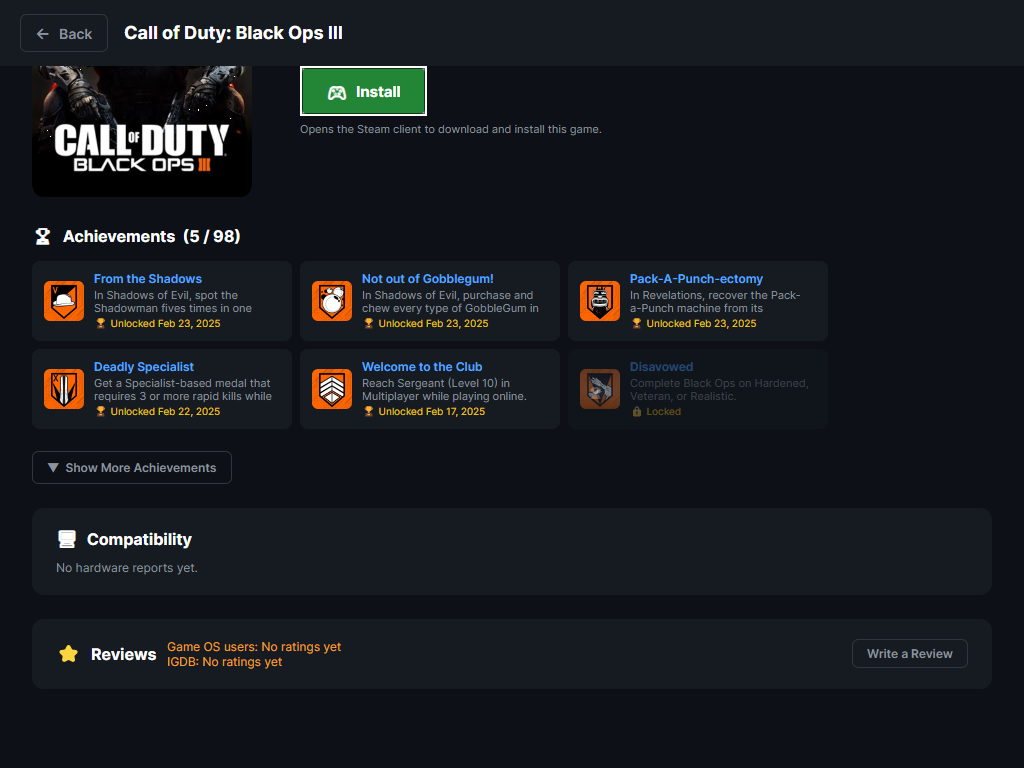 Back
Call of Duty: Black Ops III
CALL OF DUTY
BLACK OPS III
Install
Opens the Steam client to download and install this game.
Achievements (5 / 98)
From the Shadows
In Shadows of Evil, spot the
Shadowman fives times in one
Unlocked Feb 23, 2025
Not out of Gobblegum!
In Shadows of Evil, purchase and
chew every type of GobbleGum in
Unlocked Feb 23, 2025
Pack-A-Punch-ectomy
In Revelations, recover the Pack-
a-Punch machine from its
Unlocked Feb 23, 2025
Deadly Specialist
Get a Specialist-based medal that
requires 3 or more rapid kills while
Unlocked Feb 22, 2025
Welcome to the Club
Reach Sergeant (Level 10) in
Multiplayer while playing online.
Unlocked Feb 17, 2025
Disavowed
Complete Black Ops on Hardened,
Veteran, or Realistic.
Locked
▼ Show More Achievements
Compatibility
No hardware reports yet.
Reviews
Game OS users: No ratings yet
IGDB: No ratings yet
Write a Review